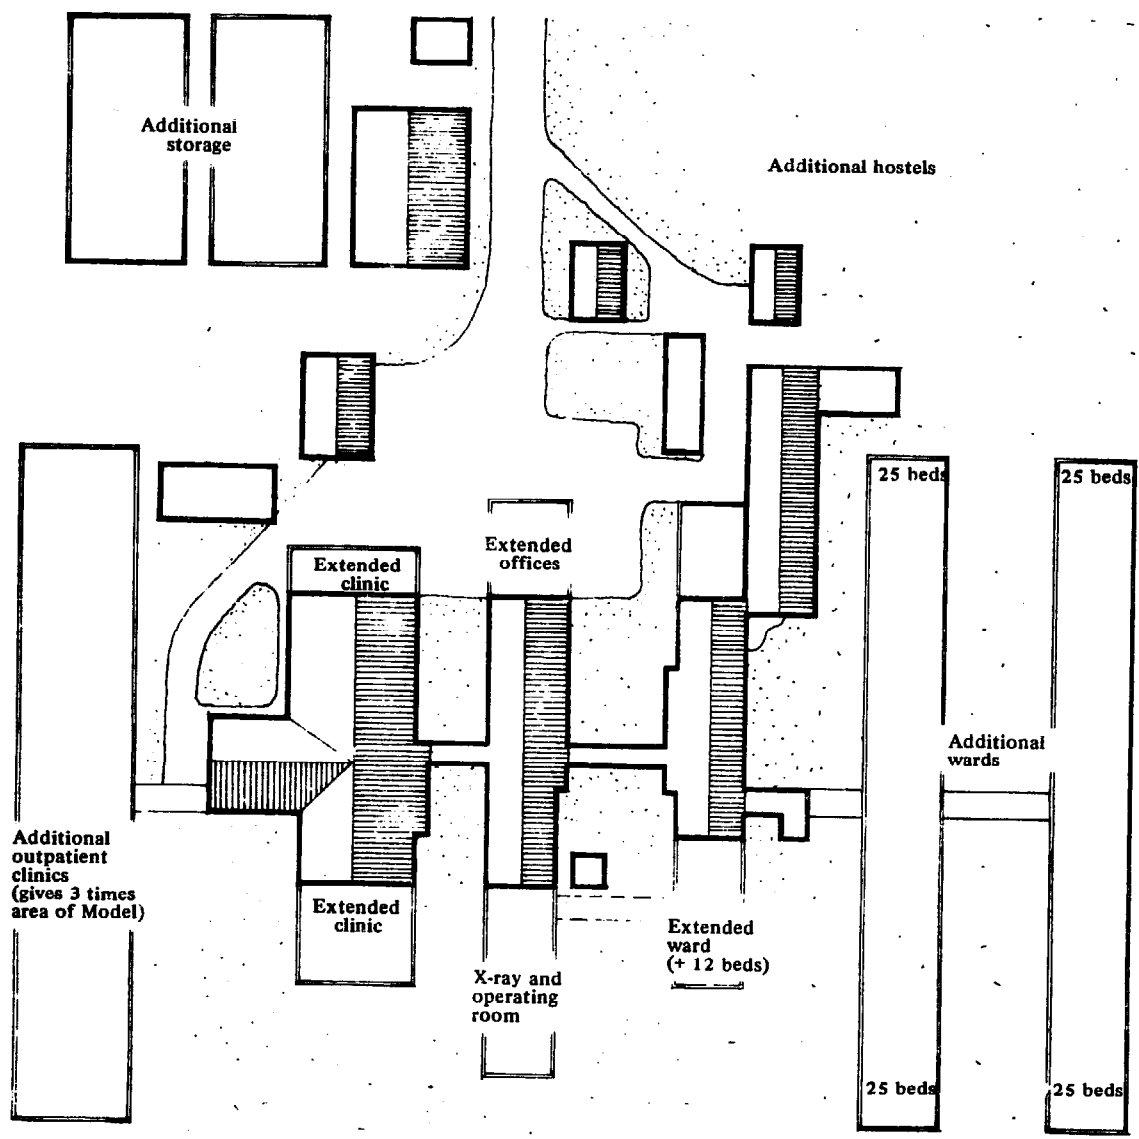 Additional
storage
Additional hostels
25 beds
25 beds
Extended
offices
Extended
clinic
Additional
wards
Additional
outpatient
clinics
(gives 3 times
area of Model)
Extended
clinic
Extended
ward
(+ 12 beds)
X-ray and
operating
room
25 beds
25 beds